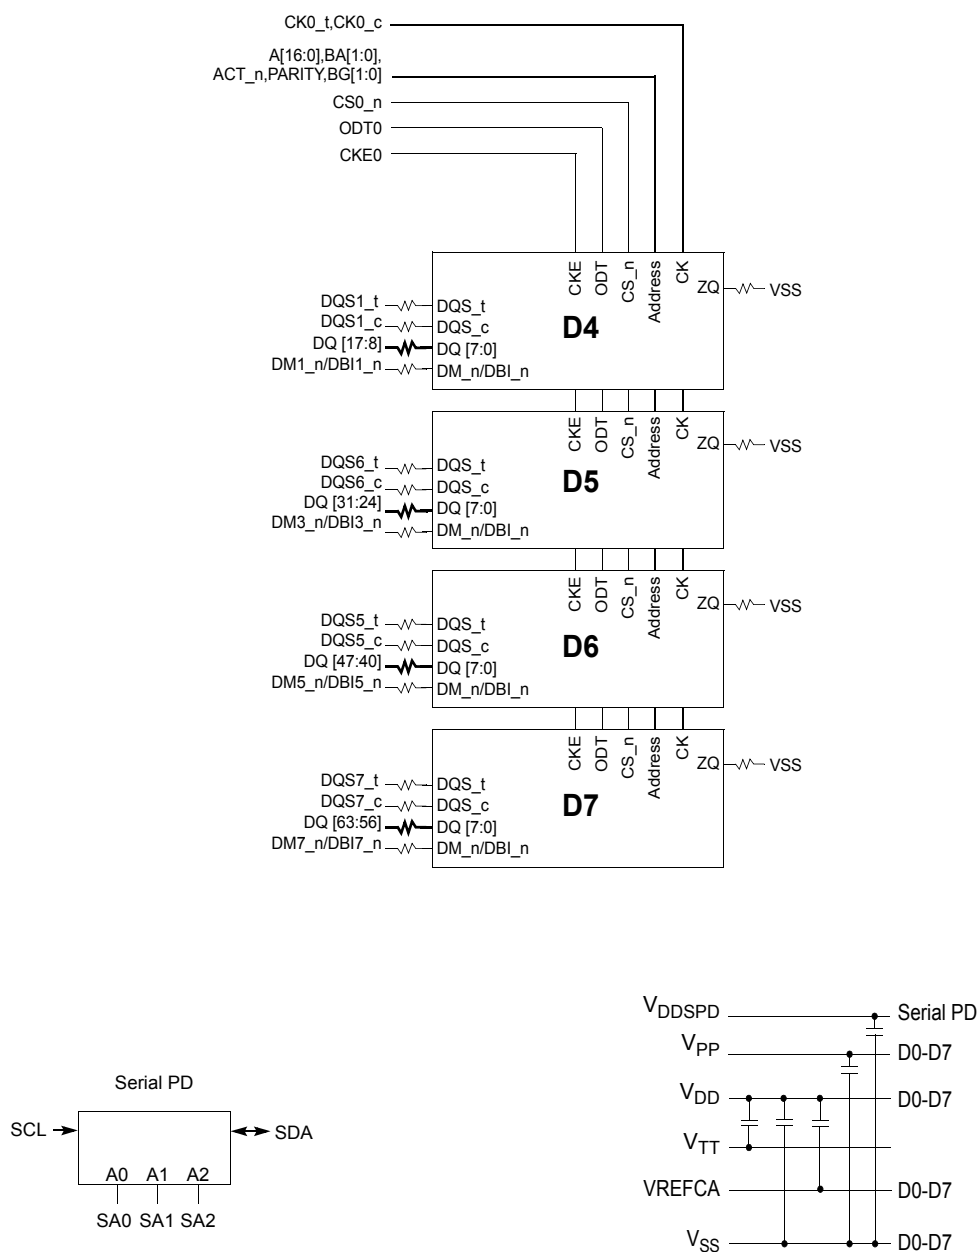 CK0_t,CK0_c
A[16:0],BA[1:0],
ACT_n,PARITY,BG[1:0]
CS0_n
ODT0
CKE0
CKE
ODT
CS_n
Address
CK
ZQ
VSS
D4
DQS1_t
DQS_t
DQS1_c
DQS_c
DQ [17:8]
DQ [7:0]
DM1_n/DBI1_n
DM_n/DBI_n
CKE
ODT
CS_n
Address
CK
ZQ
VSS
D5
DQS6_t
DQS_t
DQS6_c
DQS_c
DQ [31:24]
DQ [7:0]
DM3_n/DBI3_n
DM_n/DBI_n
CKE
ODT
CS_n
Address
CK
ZQ
VSS
D6
DQS5_t
DQS_t
DQS5_c
DQS_c
DQ [47:40]
DQ [7:0]
DM5_n/DBI5_n
DM_n/DBI_n
CKE
ODT
CS_n
Address
CK
ZQ
VSS
D7
DQS7_t
DQS_t
DQS7_c
DQS_c
DQ [63:56]
DQ [7:0]
DM7_n/DBI7_n
DM_n/DBI_n
Serial PD
SCL
SDA
A0 A1 A2
SA0 SA1 SA2
VDDSPD
Serial PD
VPP
D0-D7
VDD
D0-D7
VTT
VREFCA
D0-D7
VSS
D0-D7